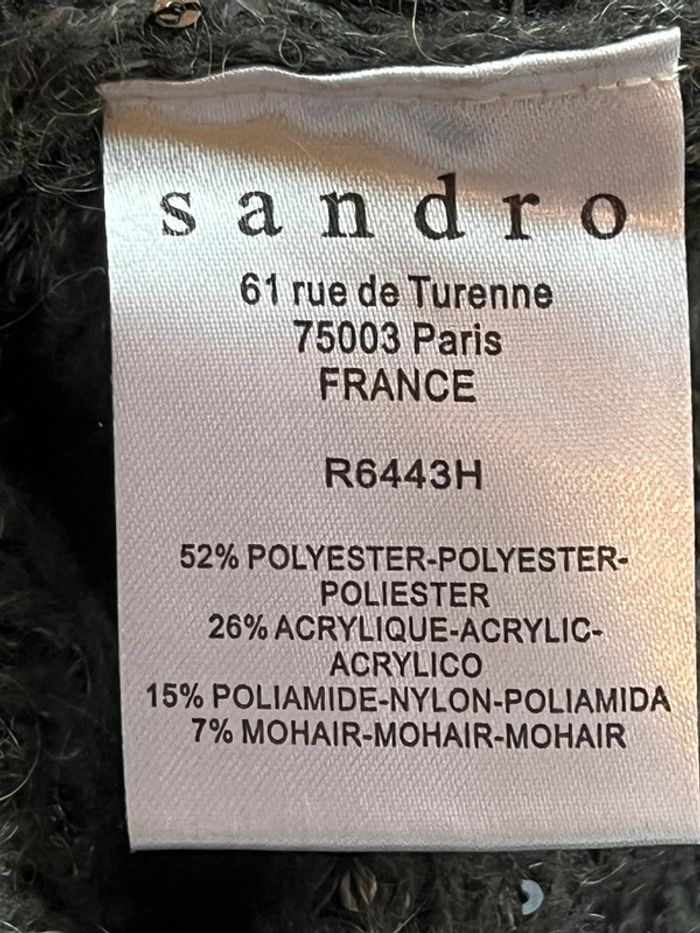 sandro
61 rue de Turenne
75003 Paris
FRANCE
R6443H
52% POLYESTER-POLYESTER-
POLIESTER
26% ACRYLIQUE-ACRYLIC-
ACRYLICO
15% POLIAMIDE-NYLON-POLIAMIDA
7% MOHAIR-MOHAIR-MOHAIR